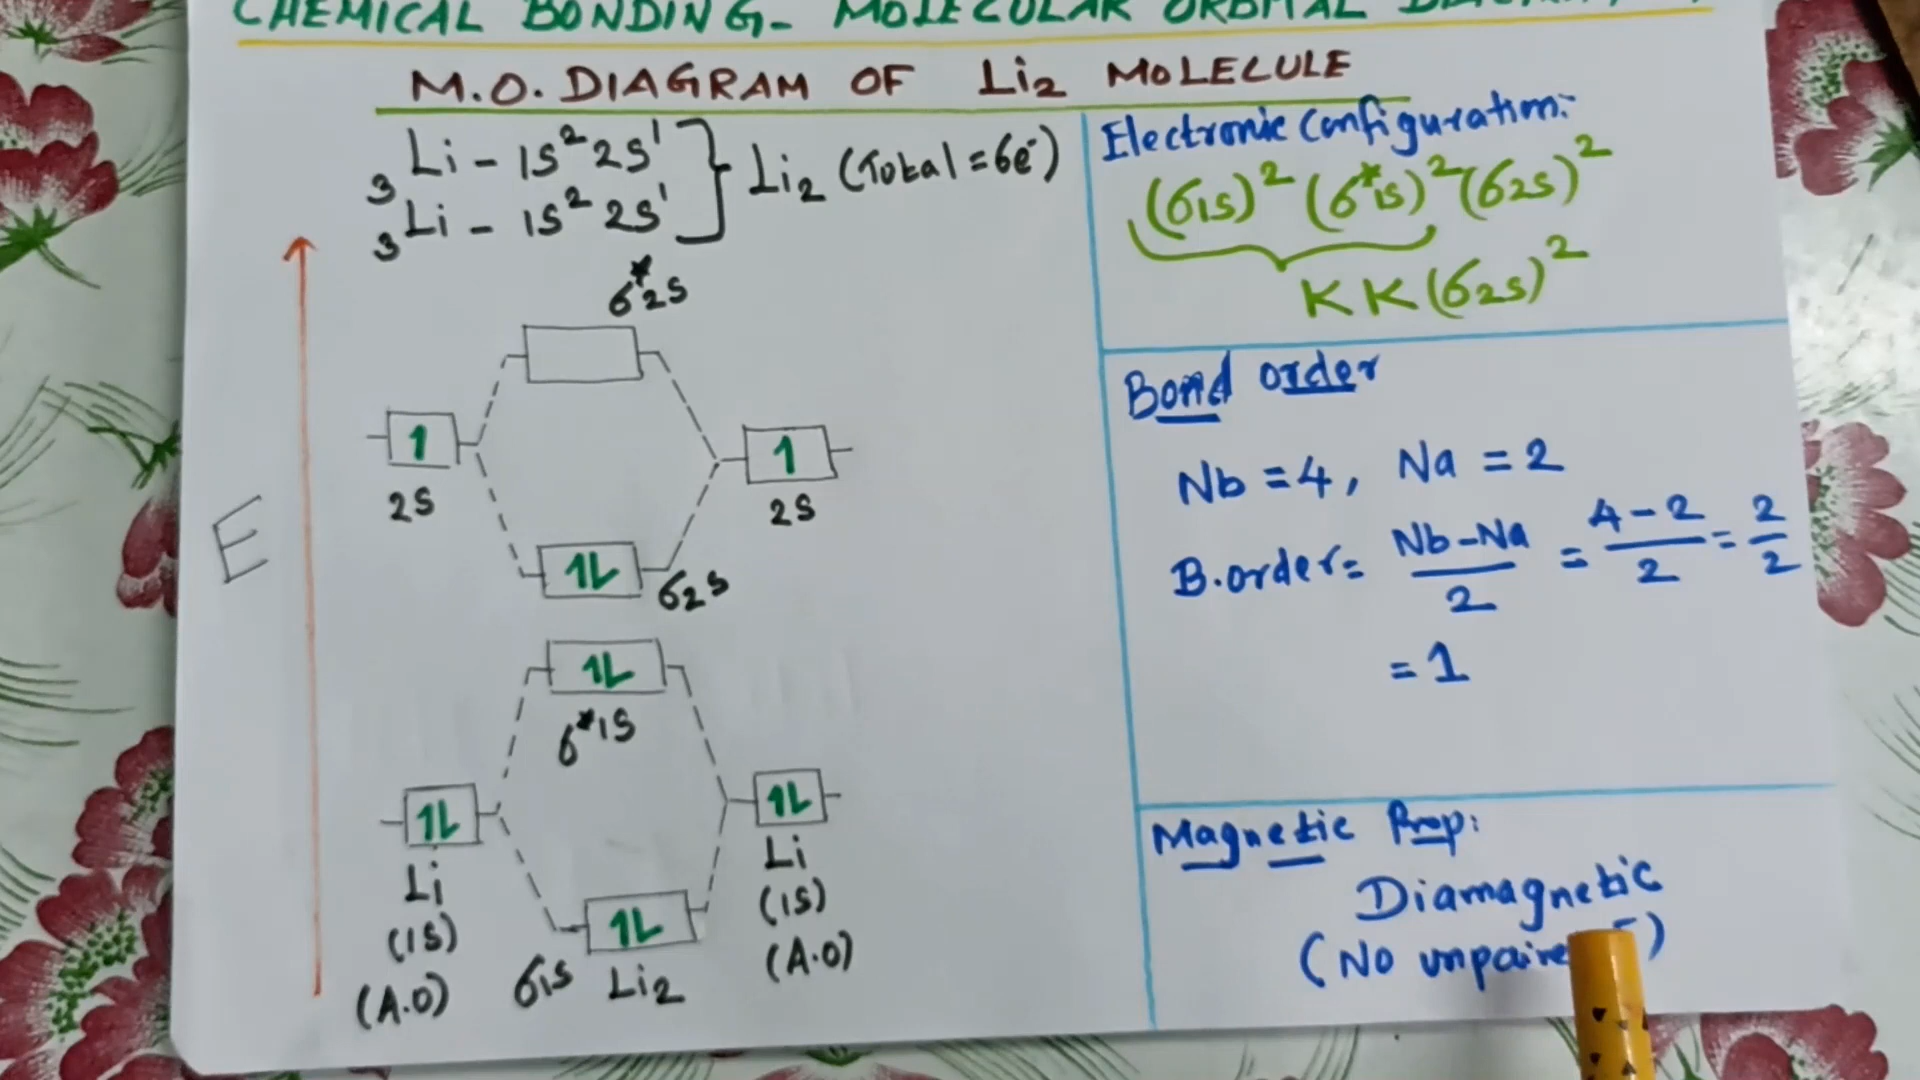 CHEMICAL BONDING- MOLECULAR ORBITAL
M.O. DIAGRAM OF Li2 MOLECULE
3Li - 1S² 2S¹
3Li - 1S² 2S¹
Li2 (Total = 6e⁻)
σ*2S
1
2S
1
2S
1L
σ2S
1L
σ*1S
1L
Li
(1S)
(A.O)
1L
Li
(1S)
(A.O)
1L
σ1S Li2
E
Electronic Configuration:-
(σ1S)² (σ*1S)² (σ2S)²
KK(σ2S)²
Bond order
Nb = 4, Na = 2
B.order = Nb-Na / 2 = 4-2 / 2 = 2 / 2
= 1
Magnetic Prop:
Diamagnetic
(No )